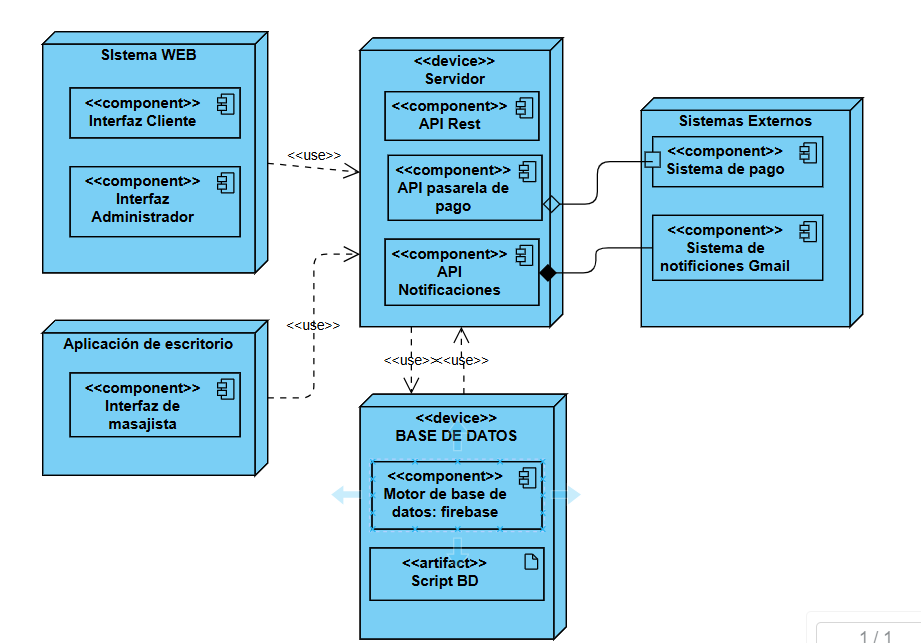 SIstema WEB
<<component>>
Interfaz Cliente
<<component>>
Interfaz
Administrador
<<use>>
<<device>>
Servidor
<<component>>
API Rest
<<component>>
API pasarela de
pago
<<component>>
API
Notificaciones
Sistemas Externos
<<component>>
Sistema de pago
<<component>>
Sistema de
notificiones Gmail
Aplicación de escritorio
<<component>>
Interfaz de
masajista
<<use>>
<<use>>
<<use>>
<<device>>
BASE DE DATOS
<<component>>
Motor de base de
datos: firebase
<<artifact>>
Script BD
1 / 1